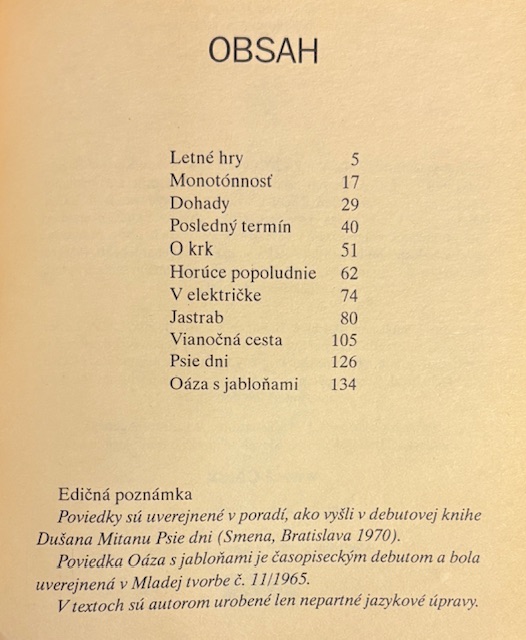 OBSAH
Letné hry 5
Monotónnosť 17
Dohady 29
Posledný termín 40
O krk 51
Horúce popoludnie 62
V električke 74
Jastrab 80
Vianočná cesta 105
Psie dni 126
Oáza s jabloňami 134
Edičná poznámka
Poviedky sú uverejnené v poradí, ako vyšli v debutovej knihe
Dušana Mitanu Psie dni (Smena, Bratislava 1970).
Poviedka Oáza s jabloňami je časopiseckým debutom a bola
uverejnená v Mladej tvorbe č. 11/1965.
V textoch sú autorom urobené len nepartné jazykové úpravy.